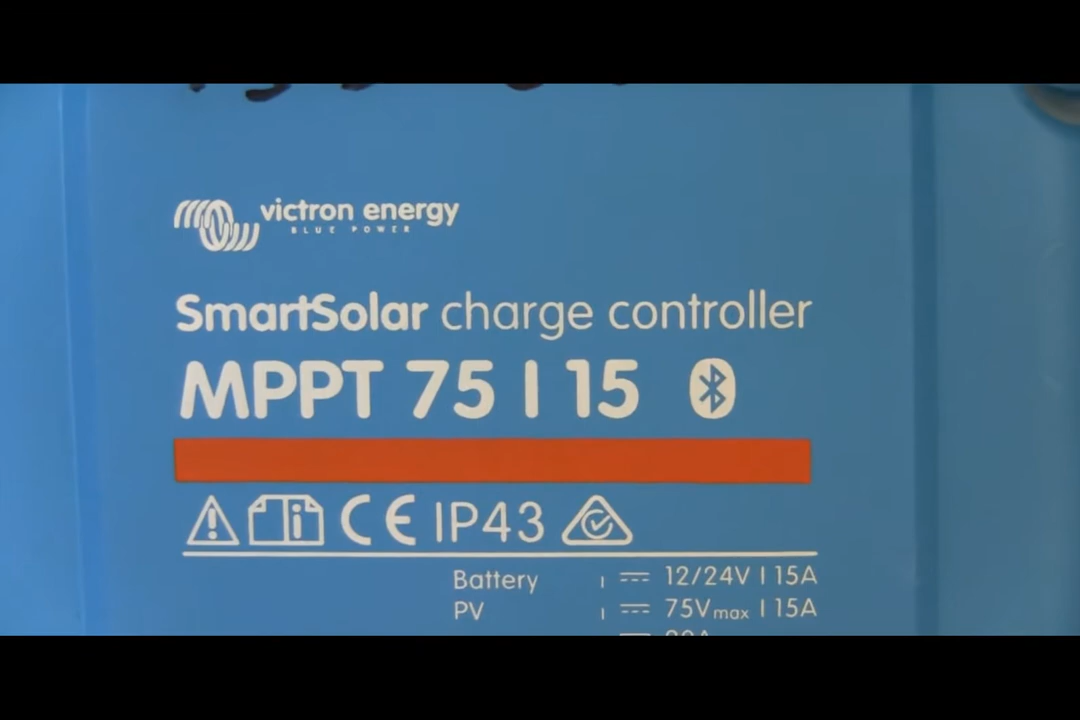 victron energy
BLUE POWER
SmartSolar charge controller
MPPT 75 | 15
CE IP43
Battery 12/24V | 15A
PV 75Vmax | 15A